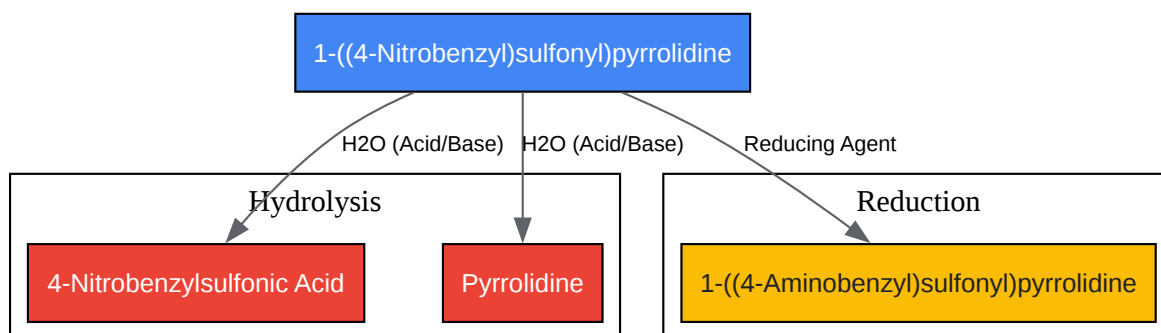 1-((4-Nitrobenzyl)sulfonyl)pyrrolidine
H2O (Acid/Base)
H2O (Acid/Base)
Reducing Agent
Hydrolysis
Reduction
4-Nitrobenzylsulfonic Acid
Pyrrolidine
1-((4-Aminobenzyl)sulfonyl)pyrrolidine